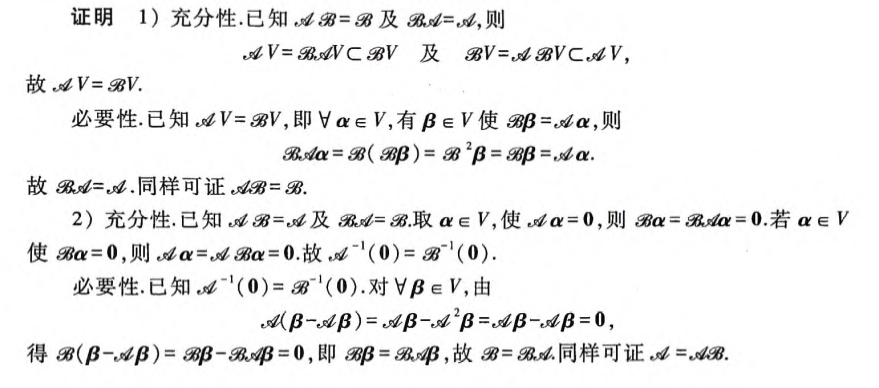 证明 1) 充分性.已知 𝒜ℬ=ℬ 及 ℬ𝒜=𝒜,则
𝒜V=ℬ𝒜V⊂ℬV 及 ℬV=𝒜ℬV⊂𝒜V,
故 𝒜V=ℬV.
必要性.已知 𝒜V=ℬV,即 ∀α∈V,有 β∈V 使 ℬβ=𝒜α,则
ℬ𝒜α=ℬ(ℬβ)=ℬ²β=ℬβ=𝒜α.
故 ℬ𝒜=𝒜.同样可证 𝒜ℬ=ℬ.
2) 充分性.已知 𝒜ℬ=𝒜 及 ℬ𝒜=ℬ.取 α∈V,使 𝒜α=0,则 ℬα=ℬ𝒜α=0.若 α∈V
使 ℬα=0,则 𝒜α=𝒜ℬα=0.故 𝒜⁻¹(0)=ℬ⁻¹(0).
必要性.已知 𝒜⁻¹(0)=ℬ⁻¹(0).对 ∀β∈V,由
𝒜(β-𝒜β)=𝒜β-𝒜²β=𝒜β-𝒜β=0,
得 ℬ(β-𝒜β)=ℬβ-ℬ𝒜β=0,即 ℬβ=ℬ𝒜β,故 ℬ=ℬ𝒜.同样可证 𝒜=𝒜ℬ.